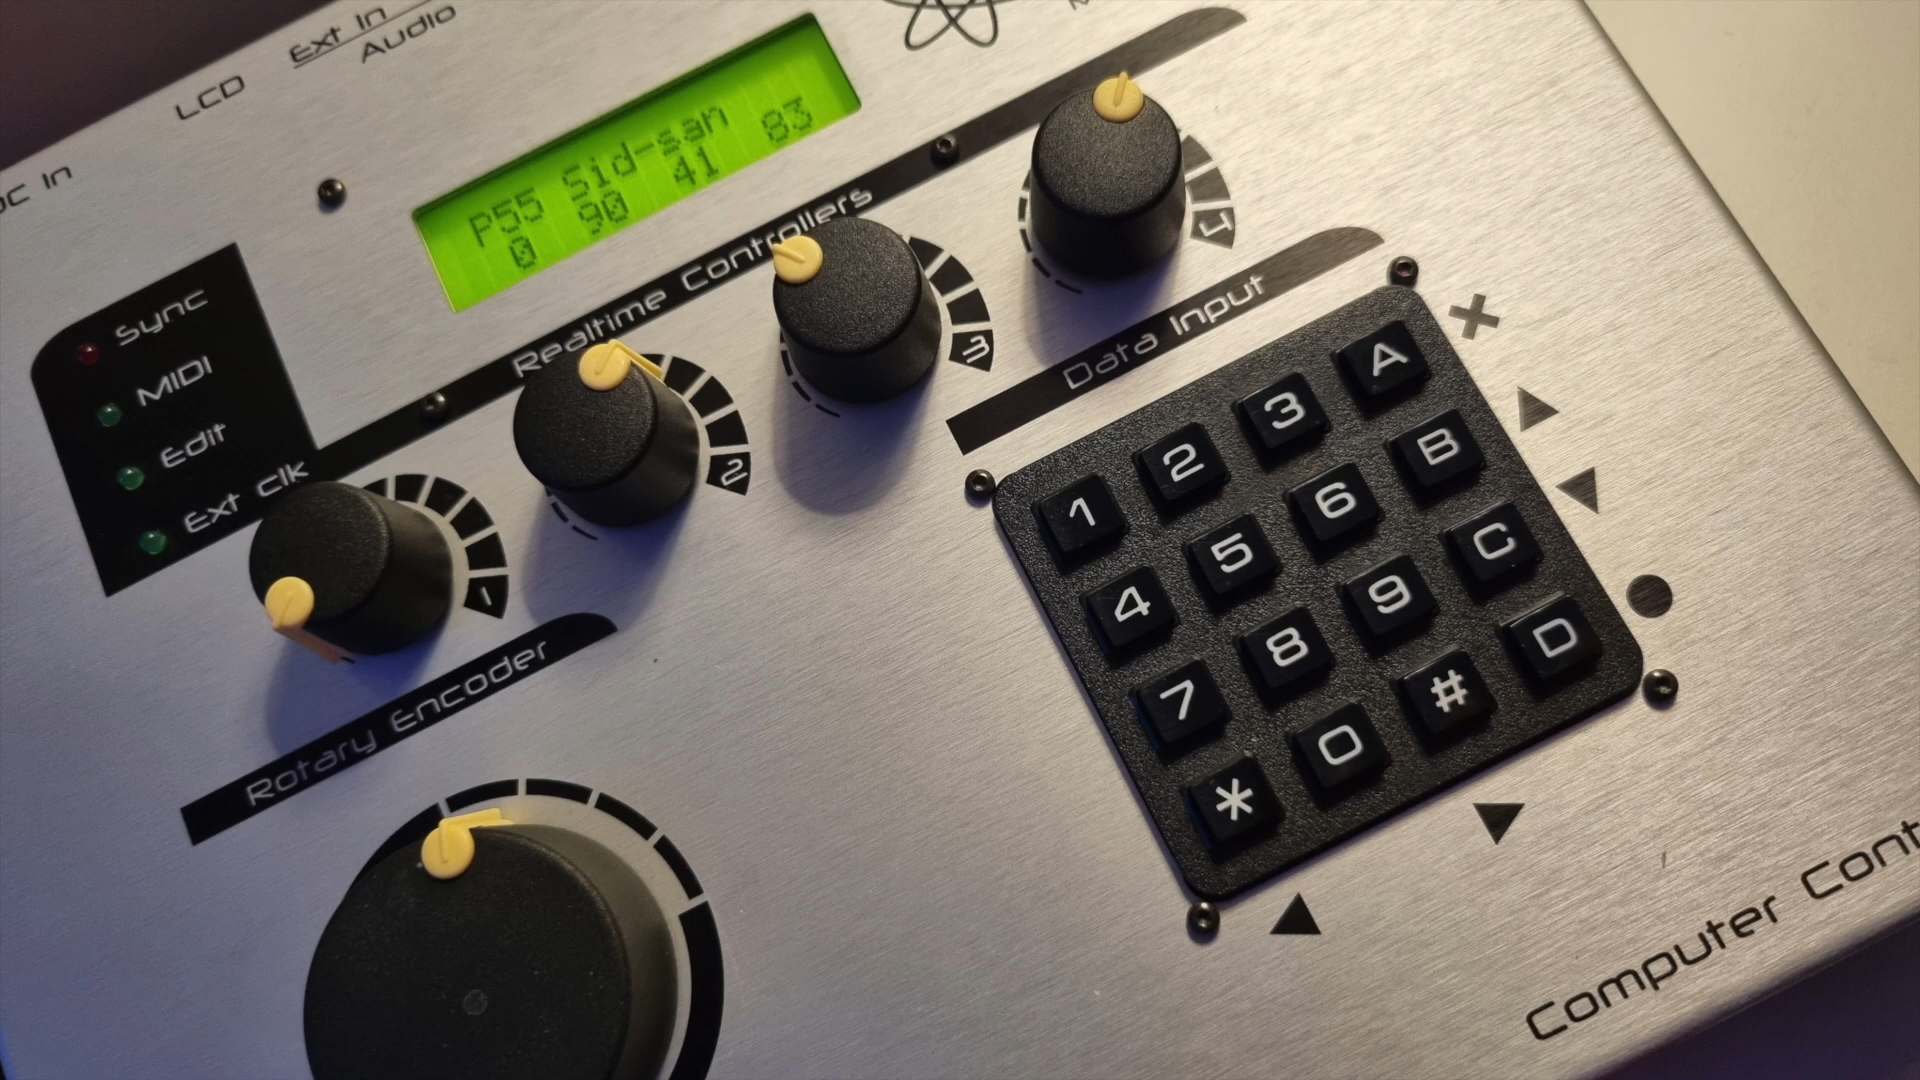 Ext In
Audio
LCD
In
P55 Sid-san
0 90 41 83
Realtime Controllers
Sync
MIDI
Edit
Ext clk
1
2
3
4
Data Input
1 2 3 A
4 5 6 B
7 8 9 C
* 0 # D
Rotary Encoder
Computer Cont